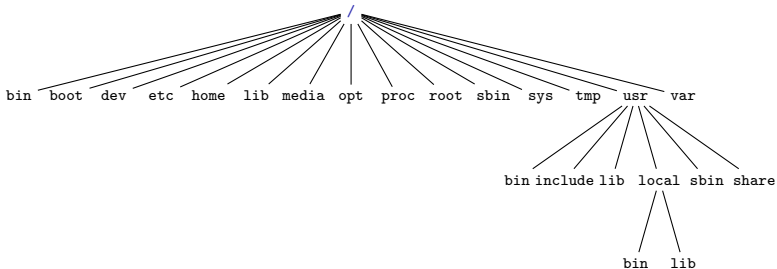 /
bin boot dev etc home lib media opt proc root sbin sys tmp usr var
bin include lib local sbin share
bin lib